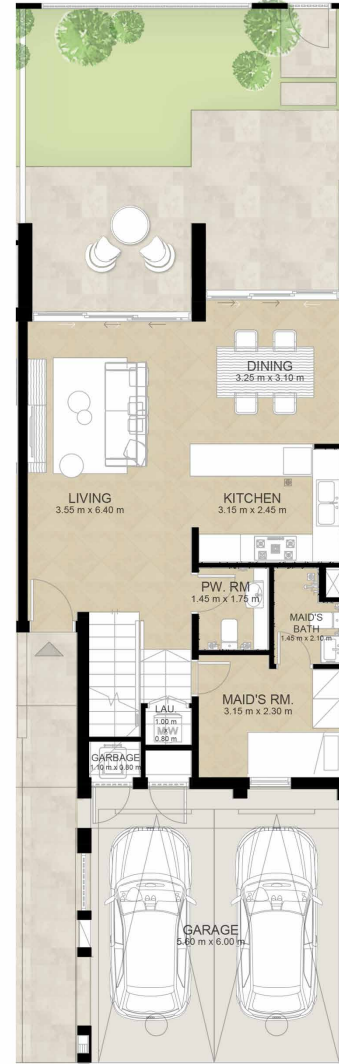 DINING
3.25 m x 3.10 m
LIVING
3.55 m x 6.40 m
KITCHEN
3.15 m x 2.45 m
PW. RM
1.45 m x 1.75 m
MAID'S
BATH
1.45 m x 2.10 m
MAID'S RM.
3.15 m x 2.30 m
LAU.
1.00 m
x
0.80 m
MW
GARBAGE
1.10 m x 0.80 m
GARAGE
5.60 m x 6.00 m